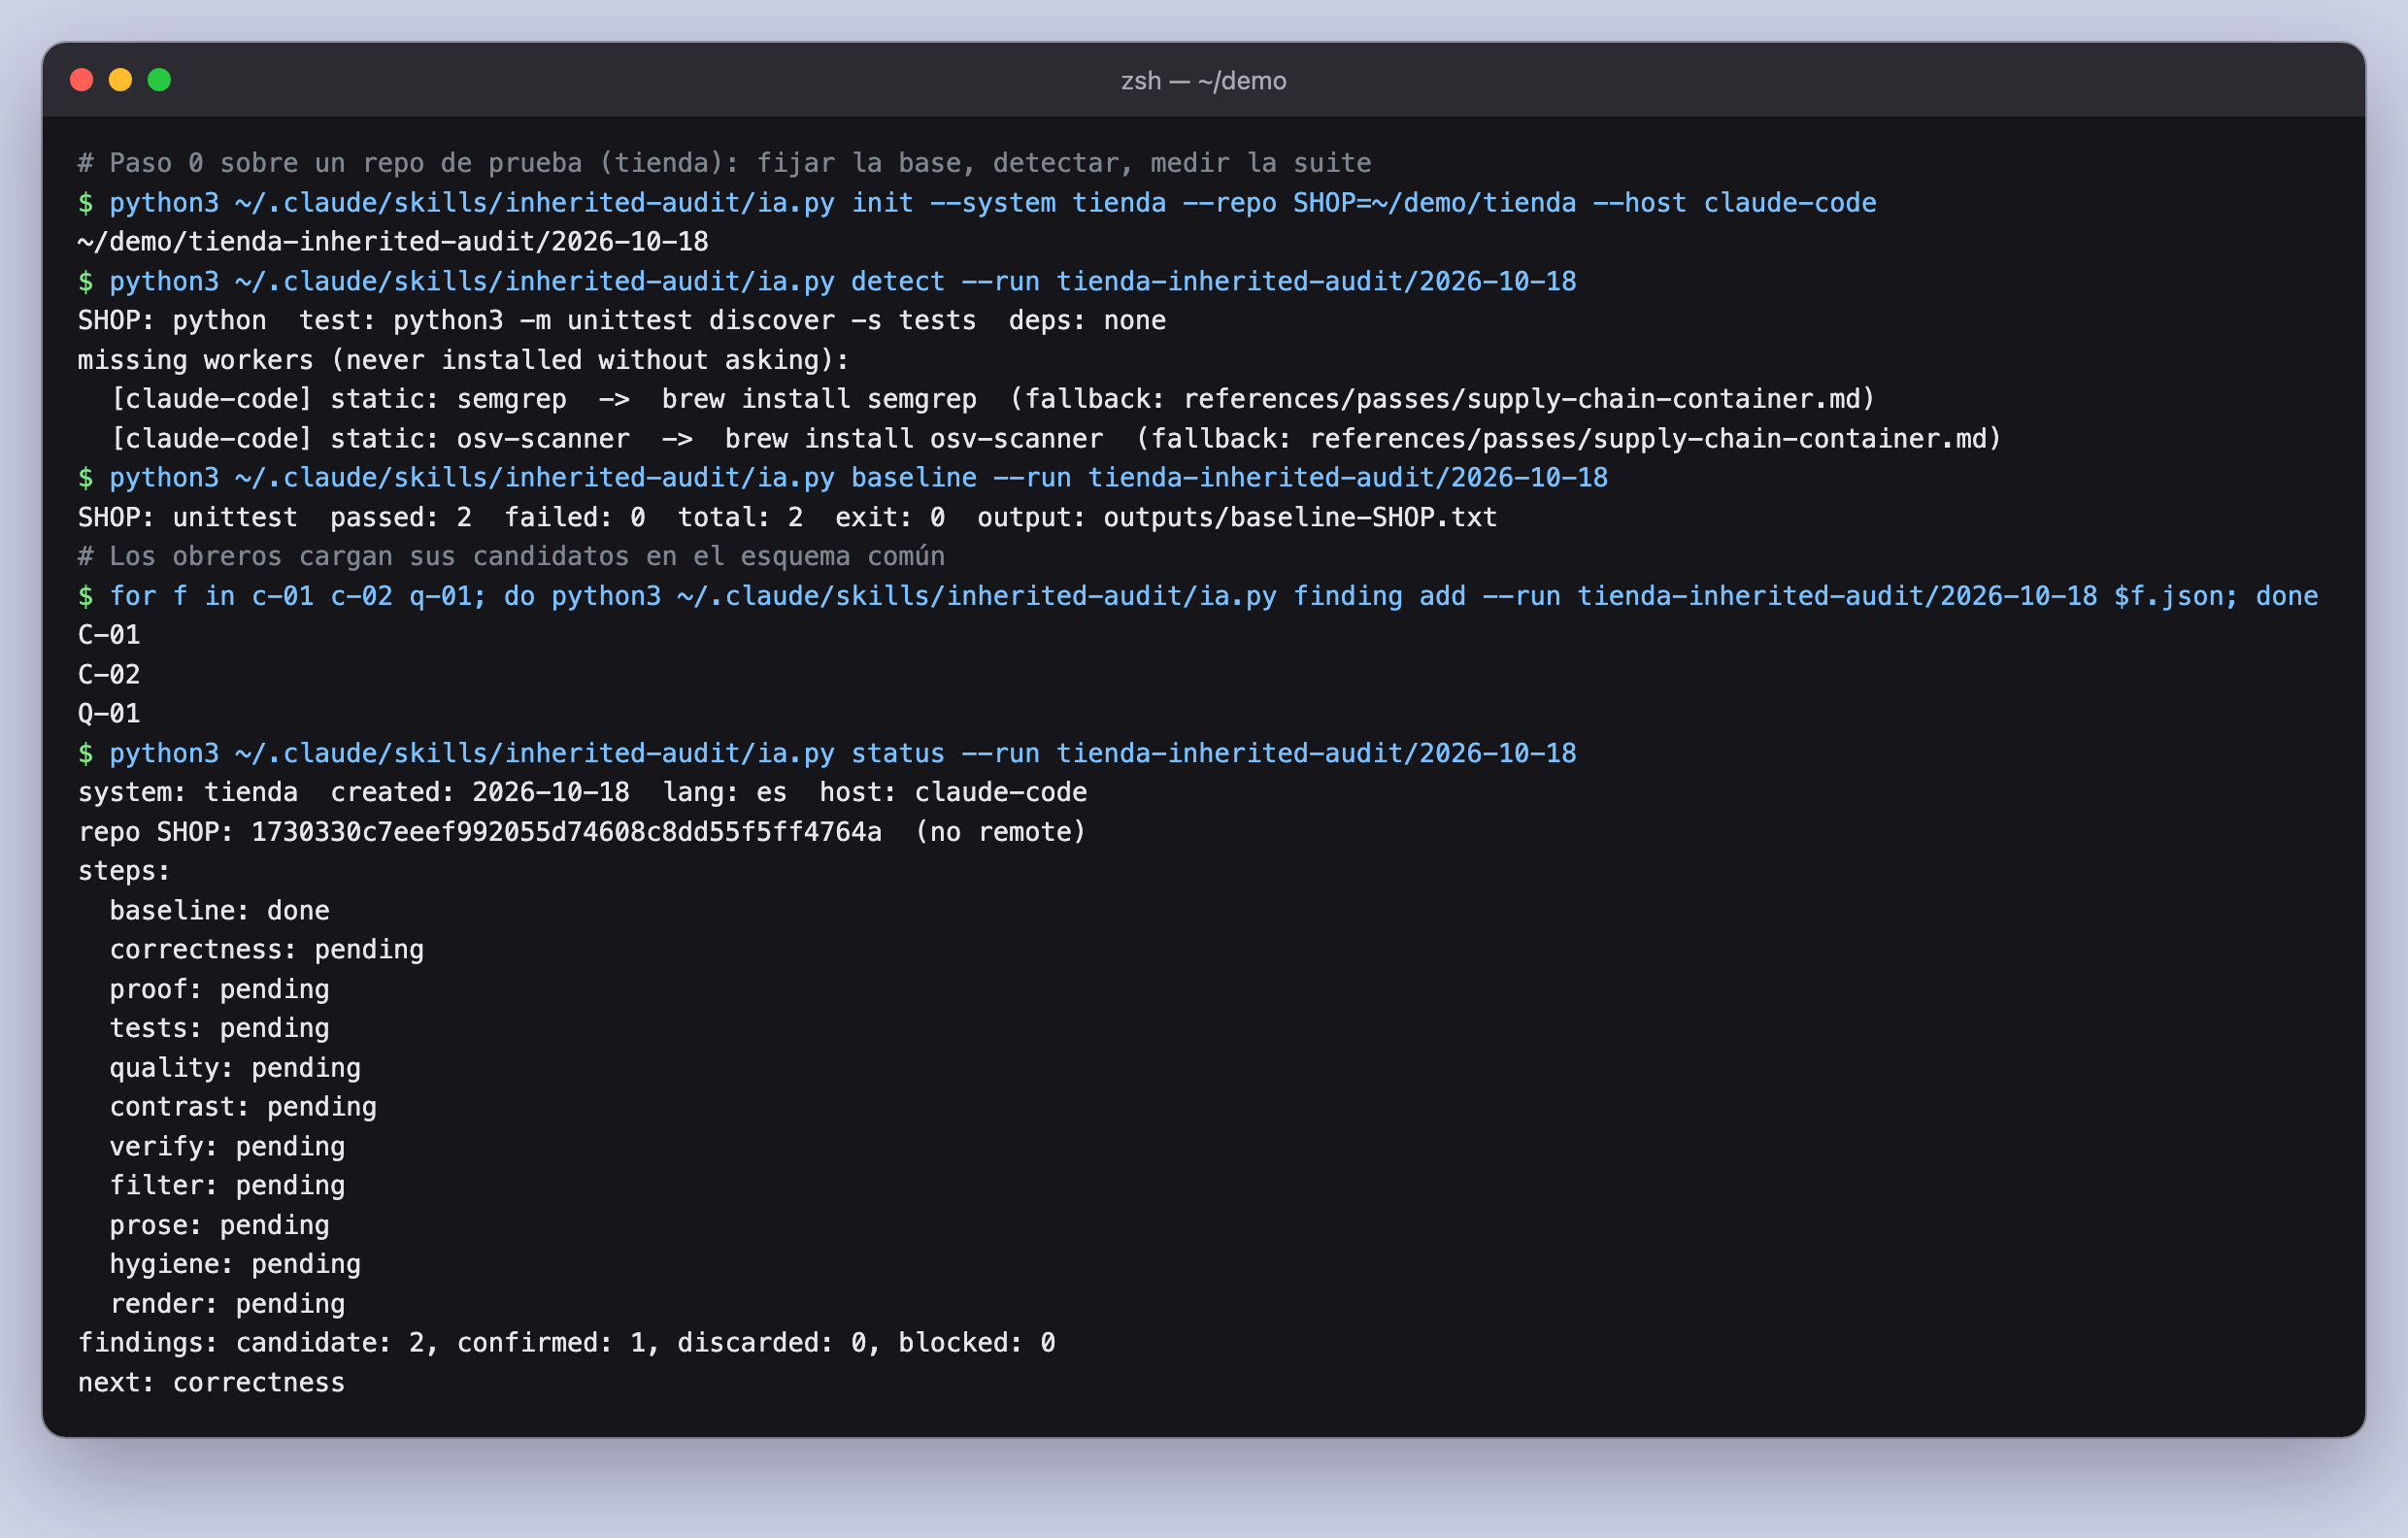 zsh — ~/demo
# Paso 0 sobre un repo de prueba (tienda): fijar la base, detectar, medir la suite
$ python3 ~/.claude/skills/inherited-audit/ia.py init --system tienda --repo SHOP=~/demo/tienda --host claude-code
~/demo/tienda-inherited-audit/2026-10-18
$ python3 ~/.claude/skills/inherited-audit/ia.py detect --run tienda-inherited-audit/2026-10-18
SHOP: python  test: python3 -m unittest discover -s tests  deps: none
missing workers (never installed without asking):
  [claude-code] static: semgrep  ->  brew install semgrep  (fallback: references/passes/supply-chain-container.md)
  [claude-code] static: osv-scanner  ->  brew install osv-scanner  (fallback: references/passes/supply-chain-container.md)
$ python3 ~/.claude/skills/inherited-audit/ia.py baseline --run tienda-inherited-audit/2026-10-18
SHOP: unittest  passed: 2  failed: 0  total: 2  exit: 0  output: outputs/baseline-SHOP.txt
# Los obreros cargan sus candidatos en el esquema común
$ for f in c-01 c-02 q-01; do python3 ~/.claude/skills/inherited-audit/ia.py finding add --run tienda-inherited-audit/2026-10-18 $f.json; done
C-01
C-02
Q-01
$ python3 ~/.claude/skills/inherited-audit/ia.py status --run tienda-inherited-audit/2026-10-18
system: tienda  created: 2026-10-18  lang: es  host: claude-code
repo SHOP: 1730330c7eeef992055d74608c8dd55f5ff4764a  (no remote)
steps:
  baseline: done
  correctness: pending
  proof: pending
  tests: pending
  quality: pending
  contrast: pending
  verify: pending
  filter: pending
  prose: pending
  hygiene: pending
  render: pending
findings: candidate: 2, confirmed: 1, discarded: 0, blocked: 0
next: correctness